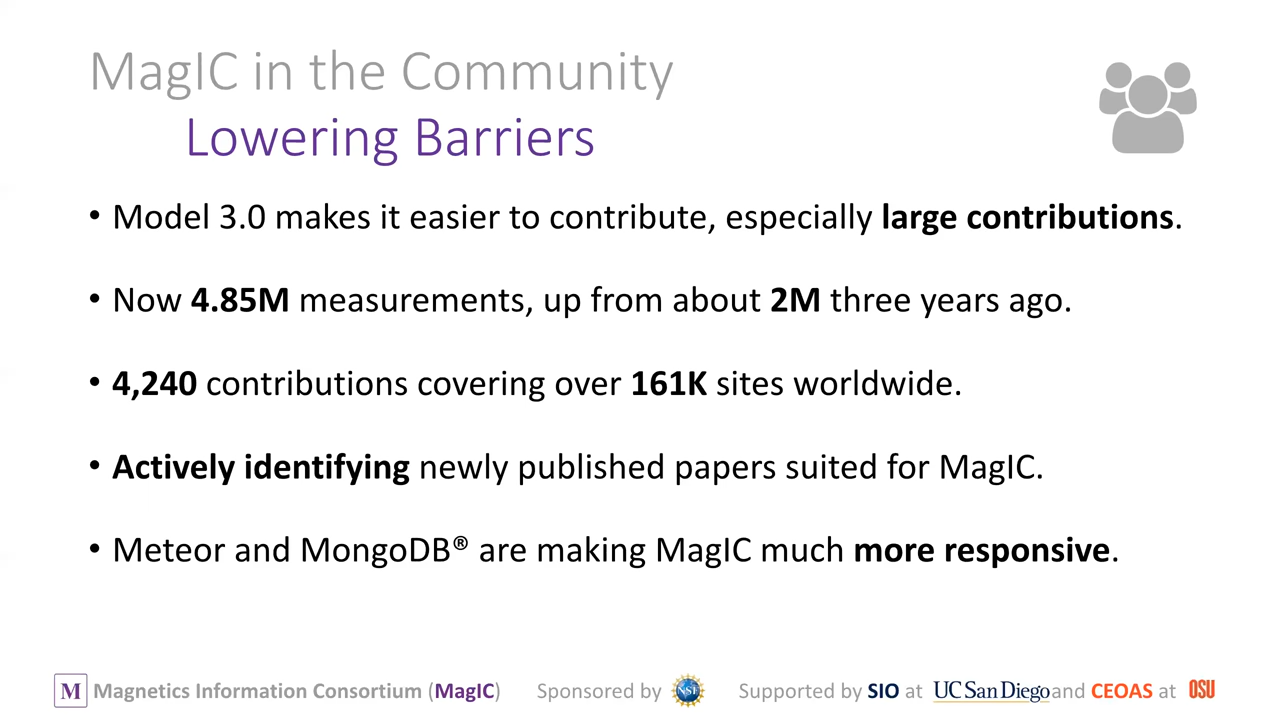 MagIC in the Community
Lowering Barriers
• Model 3.0 makes it easier to contribute, especially large contributions.
• Now 4.85M measurements, up from about 2M three years ago.
• 4,240 contributions covering over 161K sites worldwide.
• Actively identifying newly published papers suited for MagIC.
• Meteor and MongoDB® are making MagIC much more responsive.
M Magnetics Information Consortium (MagIC) Sponsored by NSF Supported by SIO at UC San Diego and CEOAS at OSU